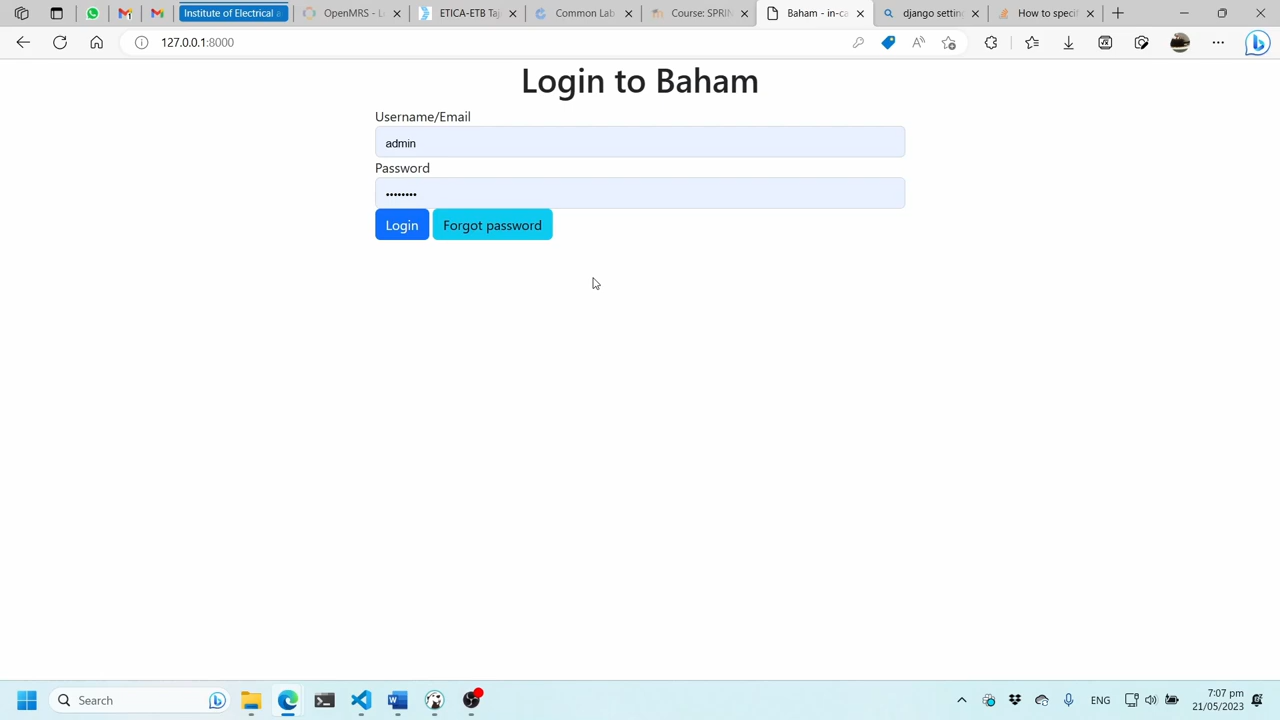 Institute of Electrical a
OpenMRS - L
ETICA-ETB Taj
Common Lab
Course: SPRIN
Baham - in-ca
django settin
How to specif
127.0.0.1:8000
Login to Baham
Username/Email
admin
Password
Login Forgot password
Search
ENG
7:07 pm
21/05/2023